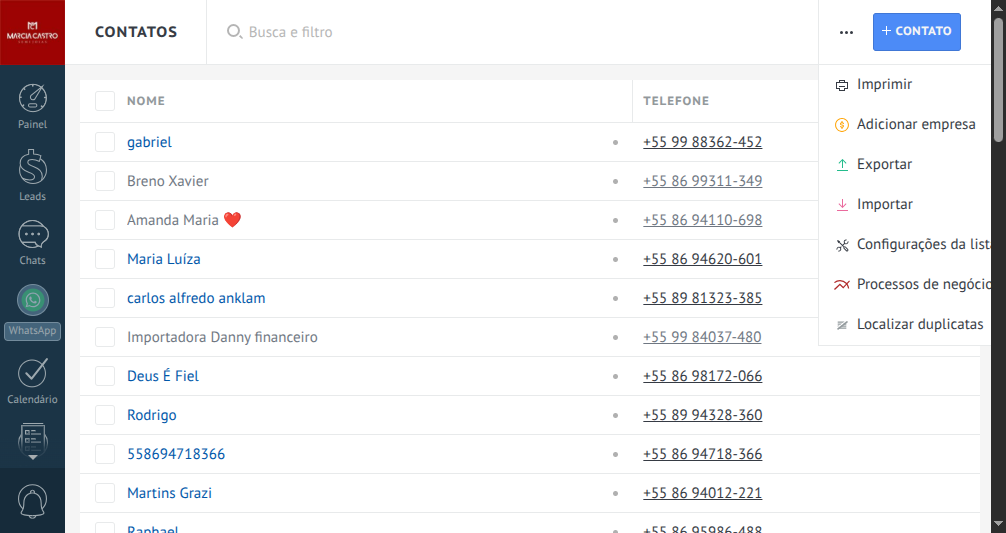 MARCIA CASTRO
CONTATOS
Busca e filtro
+ CONTATO
Imprimir
Adicionar empresa
Exportar
Importar
Configurações da lista
Processos de negócio
Localizar duplicatas
Painel
Leads
Chats
WhatsApp
Calendário
NOME
TELEFONE
gabriel
+55 99 88362-452
Breno Xavier
+55 86 99311-349
Amanda Maria ❤️
+55 86 94110-698
Maria Luíza
+55 86 94620-601
carlos alfredo anklam
+55 89 81323-385
Importadora Danny financeiro
+55 99 84037-480
Deus É Fiel
+55 86 98172-066
Rodrigo
+55 89 94328-360
558694718366
+55 86 94718-366
Martins Grazi
+55 86 94012-221
Raphael
+55 86 95986-488